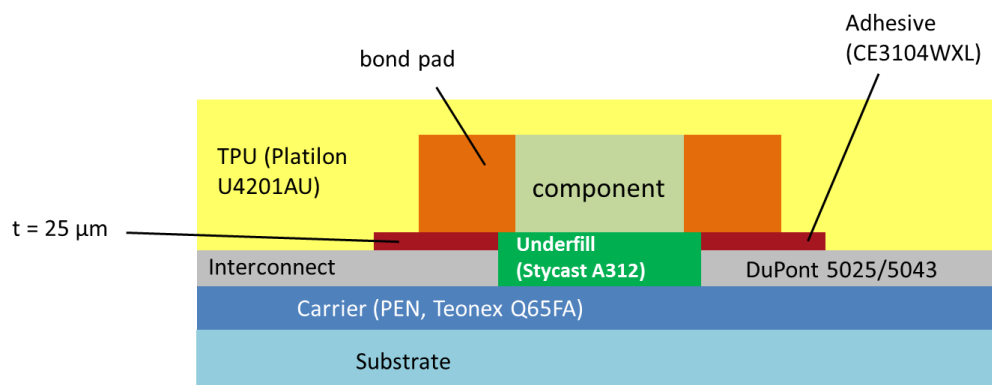 Adhesive
(CE3104WXL)
bond pad
TPU (Platilon
U4201AU)
component
t = 25 µm
Underfill
(Stycast A312)
Interconnect
DuPont 5025/5043
Carrier (PEN, Teonex Q65FA)
Substrate